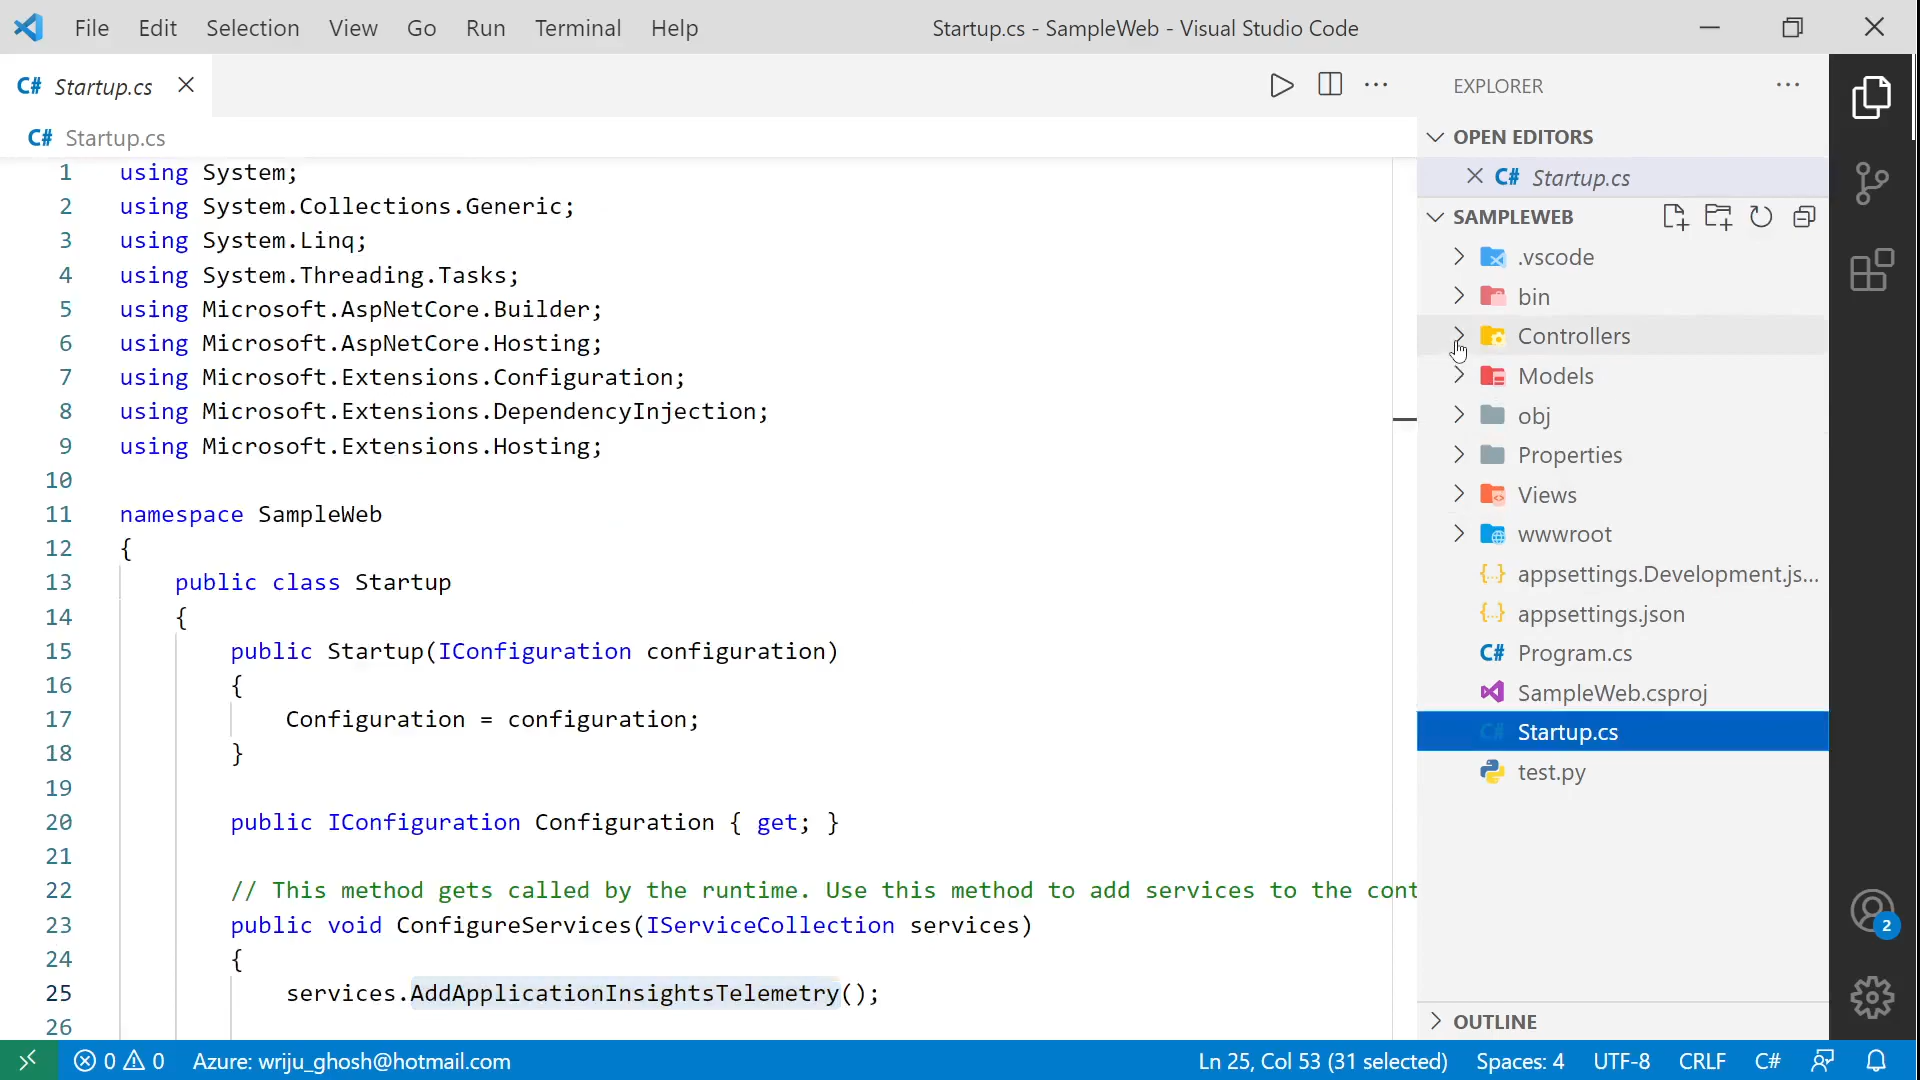 File Edit Selection View Go Run Terminal Help
Startup.cs - SampleWeb - Visual Studio Code
C# Startup.cs
C# Startup.cs
1 using System;
2 using System.Collections.Generic;
3 using System.Linq;
4 using System.Threading.Tasks;
5 using Microsoft.AspNetCore.Builder;
6 using Microsoft.AspNetCore.Hosting;
7 using Microsoft.Extensions.Configuration;
8 using Microsoft.Extensions.DependencyInjection;
9 using Microsoft.Extensions.Hosting;
10
11 namespace SampleWeb
12 {
13 public class Startup
14 {
15 public Startup(IConfiguration configuration)
16 {
17 Configuration = configuration;
18 }
19
20 public IConfiguration Configuration { get; }
21
22 // This method gets called by the runtime. Use this method to add services to the cont
23 public void ConfigureServices(IServiceCollection services)
24 {
25 services.AddApplicationInsightsTelemetry();
26
EXPLORER
OPEN EDITORS
C# Startup.cs
SAMPLEWEB
.vscode
bin
Controllers
Models
obj
Properties
Views
wwwroot
{..} appsettings.Development.js...
{..} appsettings.json
C# Program.cs
SampleWeb.csproj
C# Startup.cs
test.py
OUTLINE
2
0 0 Azure: wriju_ghosh@hotmail.com
Ln 25, Col 53 (31 selected) Spaces: 4 UTF-8 CRLF C#